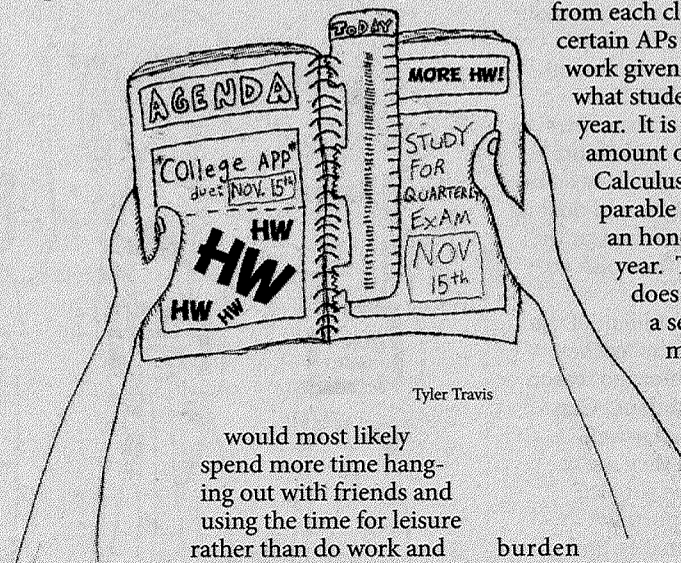 AGENDA
*COllege APP*
due: NOV. 15th
HW
HW
HW
HW
TODAY
MORE HW!
STUDY
FOR
QUARTERLY
EXAM
NOV
15th
Tyler Travis
from each cl
certain APs
work given
what stude
year. It is
amount o
Calculus
parable
an hon
year. T
does
a se
m
would most likely
spend more time hang-
ing out with friends and
using the time for leisure
rather than do work and
burden